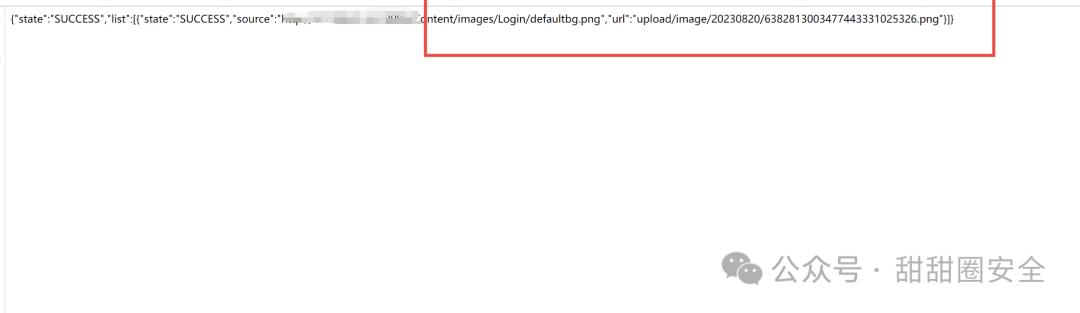 {"state":"SUCCESS","list":[{"state":"SUCCESS","source":"http ontent/images/Login/defaultbg.png","url":"upload/image/20230820/6382813003477443331025326.png"}]}
公众号 · 甜甜圈安全